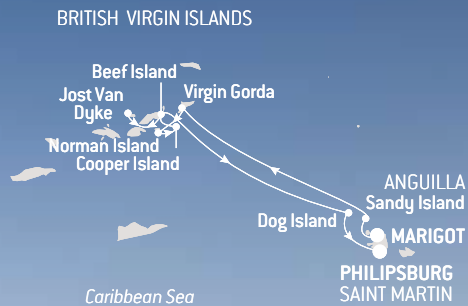 BRITISH VIRGIN ISLANDS
Beef Island
Virgin Gorda
Jost Van
Dyke
Norman Island
Cooper Island
ANGUILLA
Sandy Island
Dog Island
MARIGOT
PHILIPSBURG
SAINT MARTIN
Caribbean Sea